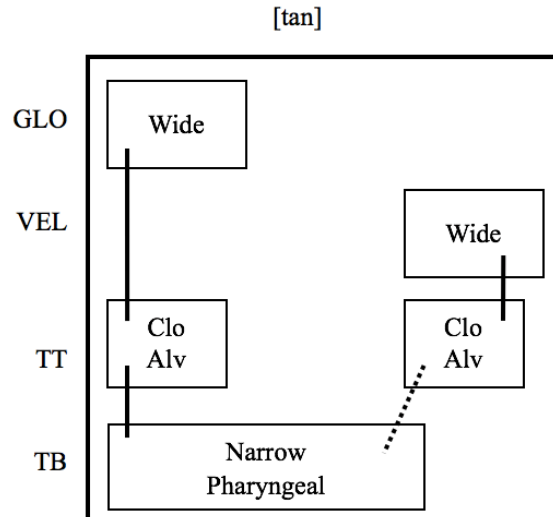 [tan]
GLO
Wide
VEL
Wide
TT
Clo
Alv
Clo
Alv
TB
Narrow
Pharyngeal